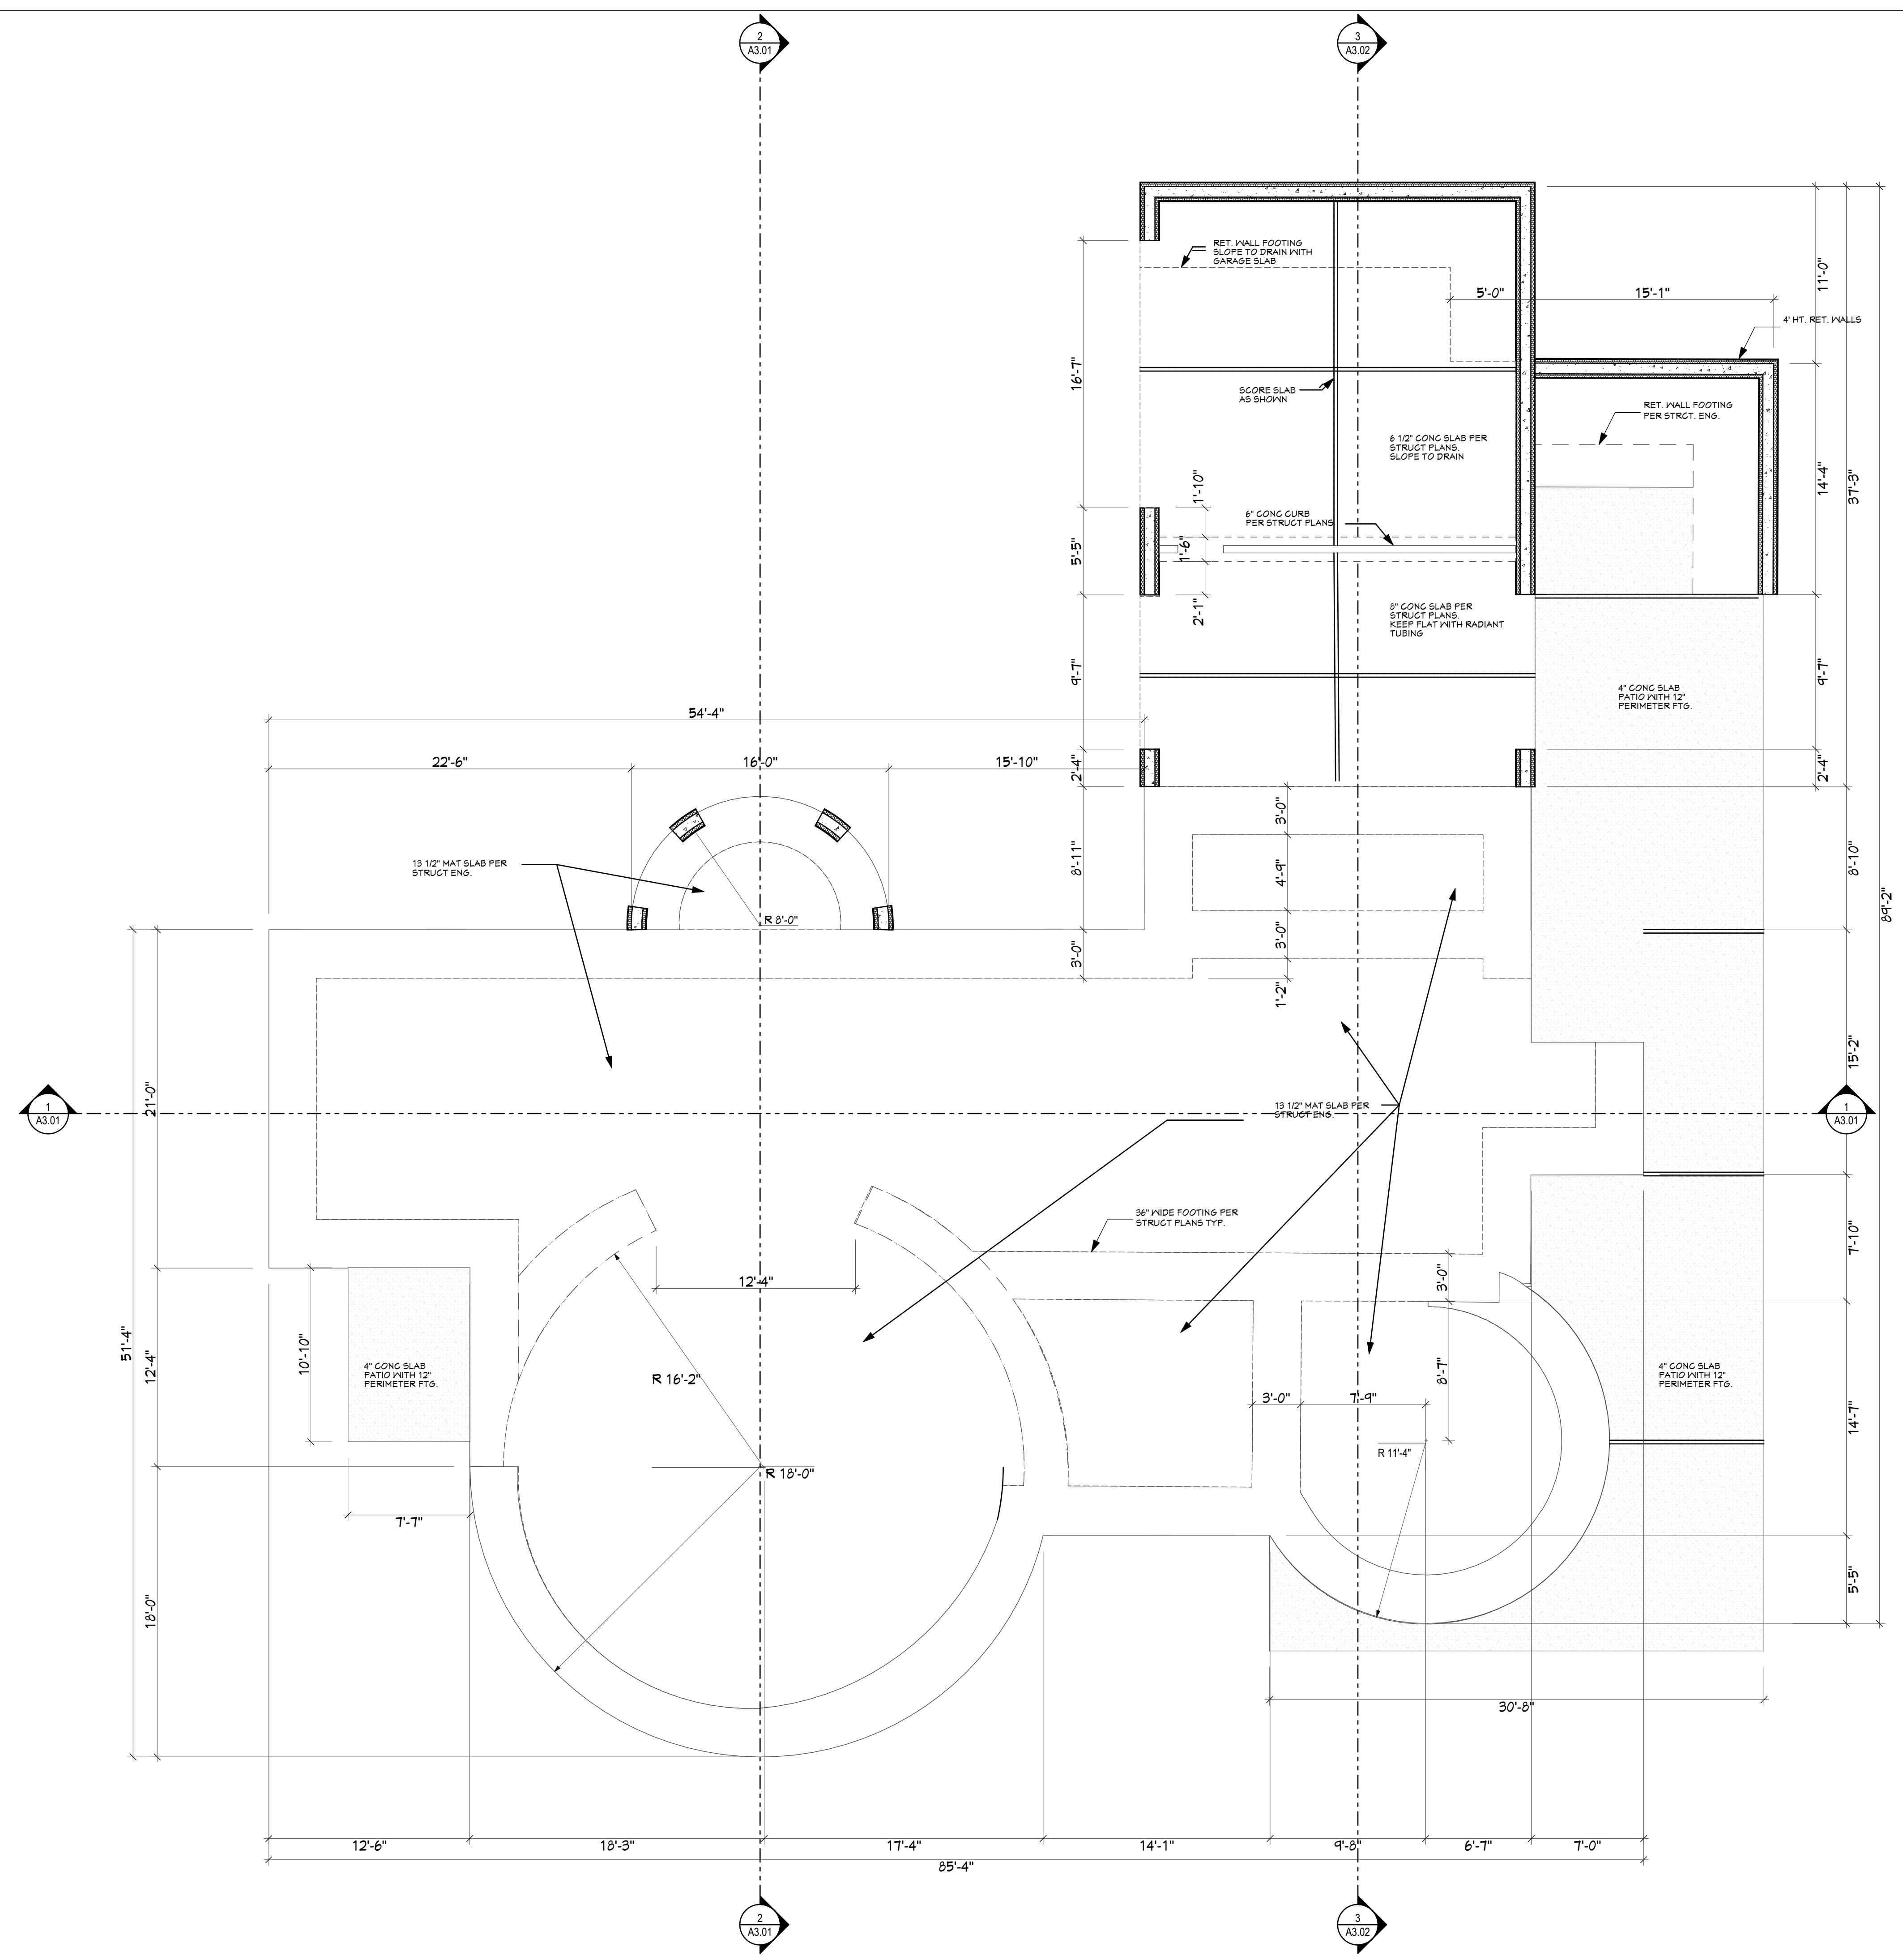 2
A3.01
3
A3.02
RET. WALL FOOTING
SLOPE TO DRAIN WITH
GARAGE SLAB
11'-0"
5'-0"
15'-1"
4' HT. RET. WALLS
16'-7"
SCORE SLAB
AS SHOWN
RET. WALL FOOTING
PER STRCT. ENG.
6 1/2" CONC SLAB PER
STRUCT PLANS.
SLOPE TO DRAIN
14'-4"
37'-3"
1'-10"
6" CONC CURB
PER STRUCT PLANS
5'-5"
1'-6"
2'-1"
8" CONC SLAB PER
STRUCT PLANS.
KEEP FLAT WITH RADIANT
TUBING
9'-7"
9'-7"
4" CONC SLAB
PATIO WITH 12"
PERIMETER FTG.
54'-4"
22'-6"
16'-0"
15'-10"
2'-4"
2'-4"
3'-0"
13 1/2" MAT SLAB PER
STRUCT ENG.
8'-11"
4'-9"
8'-10"
89'-2"
R 8'-0"
3'-0"
3'-0"
1'-2"
15'-2"
21'-0"
1
A3.01
13 1/2" MAT SLAB PER
STRUCT ENG.
1
A3.01
36" WIDE FOOTING PER
STRUCT PLANS TYP.
7'-10"
12'-4"
3'-0"
51'-4"
12'-4"
10'-10"
4" CONC SLAB
PATIO WITH 12"
PERIMETER FTG.
R 16'-2"
8'-7"
4" CONC SLAB
PATIO WITH 12"
PERIMETER FTG.
3'-0"
7'-9"
14'-7"
R 11'-4"
R 18'-0"
7'-7"
18'-0"
5'-5"
30'-8"
12'-6"
18'-3"
17'-4"
14'-1"
9'-8"
6'-7"
7'-0"
85'-4"
2
A3.01
3
A3.02